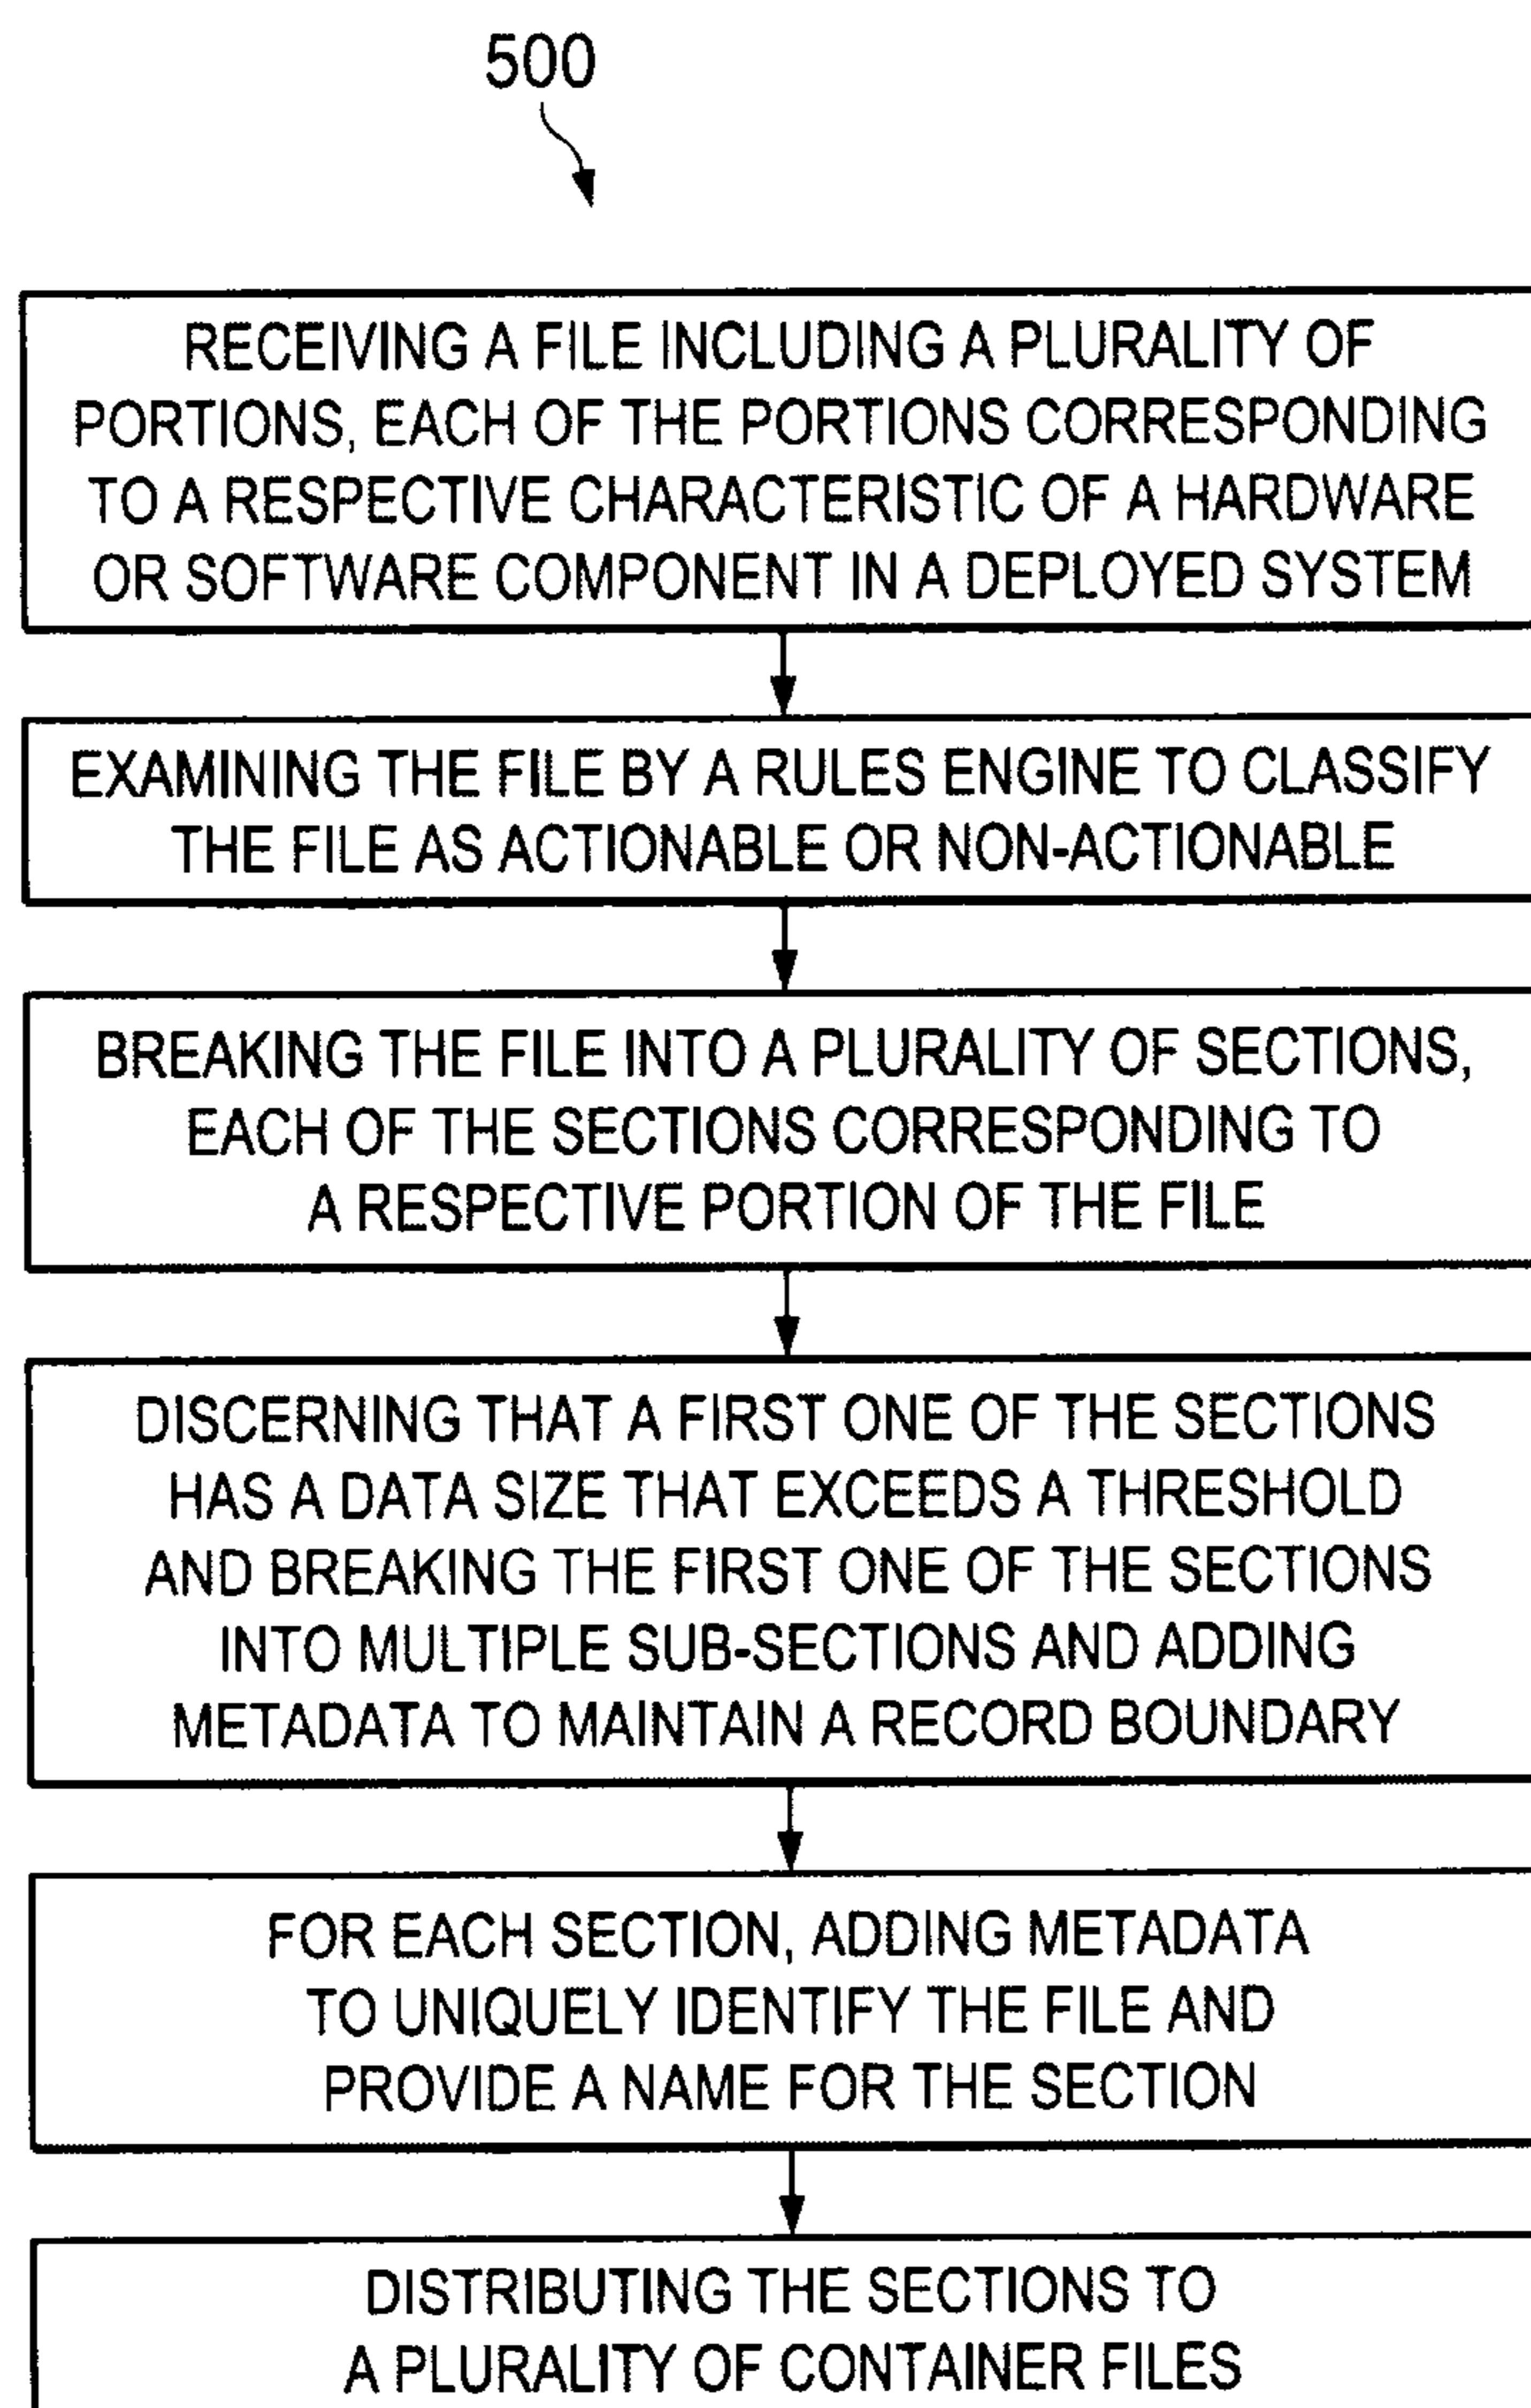 500
RECEIVING A FILE INCLUDING A PLURALITY OF
PORTIONS, EACH OF THE PORTIONS CORRESPONDING
TO A RESPECTIVE CHARACTERISTIC OF A HARDWARE
OR SOFTWARE COMPONENT IN A DEPLOYED SYSTEM
EXAMINING THE FILE BY A RULES ENGINE TO CLASSIFY
THE FILE AS ACTIONABLE OR NON-ACTIONABLE
BREAKING THE FILE INTO A PLURALITY OF SECTIONS,
EACH OF THE SECTIONS CORRESPONDING TO
A RESPECTIVE PORTION OF THE FILE
DISCERNING THAT A FIRST ONE OF THE SECTIONS
HAS A DATA SIZE THAT EXCEEDS A THRESHOLD
AND BREAKING THE FIRST ONE OF THE SECTIONS
INTO MULTIPLE SUB-SECTIONS AND ADDING
METADATA TO MAINTAIN A RECORD BOUNDARY
FOR EACH SECTION, ADDING METADATA
TO UNIQUELY IDENTIFY THE FILE AND
PROVIDE A NAME FOR THE SECTION
DISTRIBUTING THE SECTIONS TO
A PLURALITY OF CONTAINER FILES